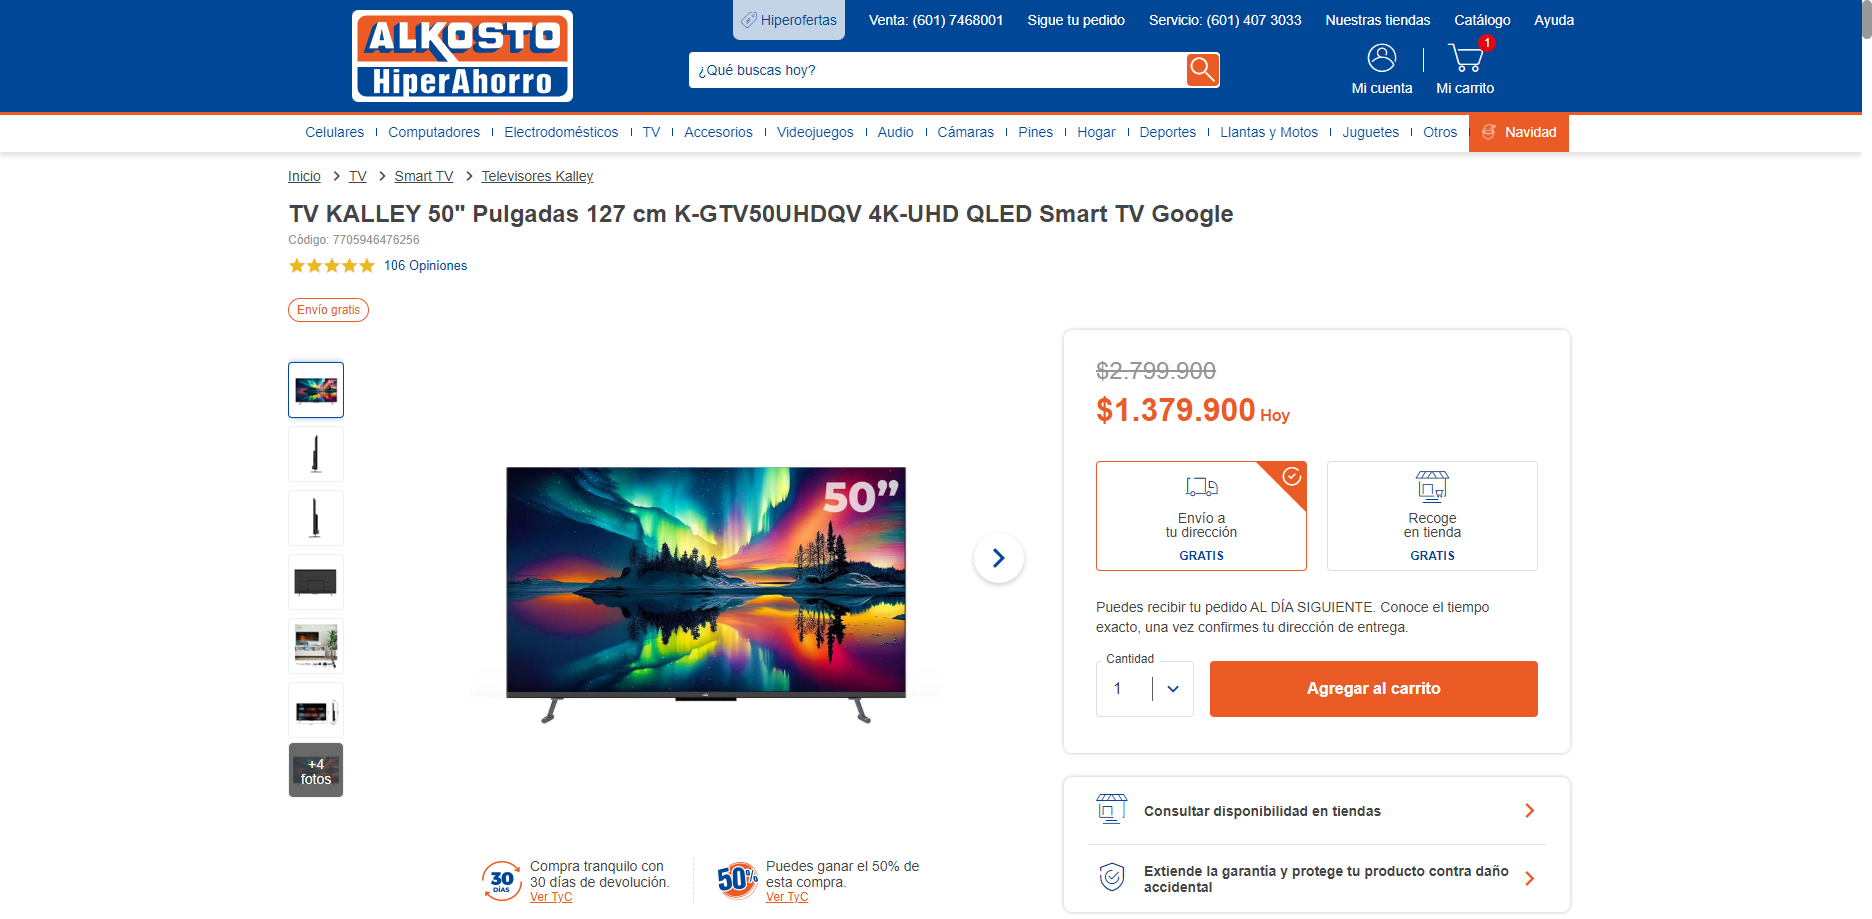 Hiperofertas
Venta: (601) 7468001
Sigue tu pedido
Servicio: (601) 407 3033
Nuestras tiendas
Catálogo
Ayuda
ALKOSTO
HiperAhorro
¿Qué buscas hoy?
1
Mi cuenta
Mi carrito
Celulares
Computadores
Electrodomésticos
TV
Accesorios
Videojuegos
Audio
Cámaras
Pines
Hogar
Deportes
Llantas y Motos
Juguetes
Otros
Navidad
Inicio > TV > Smart TV > Televisores Kalley
TV KALLEY 50" Pulgadas 127 cm K-GTV50UHDQV 4K-UHD QLED Smart TV Google
Código: 7705946476256
106 Opiniones
Envío gratis
+4
fotos
50”
$2.799.900
$1.379.900 Hoy
Envío a
tu dirección
GRATIS
Recoge
en tienda
GRATIS
Puedes recibir tu pedido AL DÍA SIGUIENTE. Conoce el tiempo
exacto, una vez confirmes tu dirección de entrega.
Cantidad
1
Agregar al carrito
Consultar disponibilidad en tiendas
Extiende la garantía y protege tu producto contra daño
accidental
30
DÍAS
Compra tranquilo con
30 días de devolución.
Ver TyC
50%
Puedes ganar el 50% de
esta compra.
Ver TyC